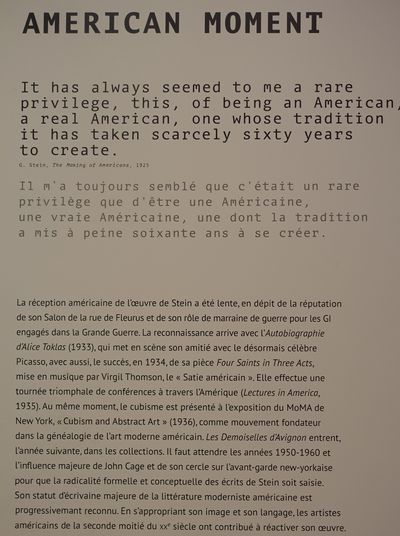 AMERICAN MOMENT
It has always seemed to me a rare
privilege, this, of being an American,
a real American, one whose tradition
it has taken scarcely sixty years
to create.
G. Stein, The Making of Americans, 1925
Il m'a toujours semblé que c'était un rare
privilège que d'être une Américaine,
une vraie Américaine, une dont la tradition
a mis à peine soixante ans à se créer.
La réception américaine de l'œuvre de Stein a été lente, en dépit de la réputation
de son Salon de la rue de Fleurus et de son rôle de marraine de guerre pour les GI
engagés dans la Grande Guerre. La reconnaissance arrive avec l'Autobiographie
d'Alice Toklas (1933), qui met en scène son amitié avec le désormais célèbre
Picasso, avec aussi, le succès, en 1934, de sa pièce Four Saints in Three Acts,
mise en musique par Virgil Thomson, le « Satie américain ». Elle effectue une
tournée triomphale de conférences à travers l'Amérique (Lectures in America,
1935). Au même moment, le cubisme est présenté à l'exposition du MoMA de
New York, « Cubism and Abstract Art » (1936), comme mouvement fondateur
dans la généalogie de l'art moderne américain. Les Demoiselles d'Avignon entrent,
l'année suivante, dans les collections. Il faut attendre les années 1950-1960 et
l'influence majeure de John Cage et de son cercle sur l'avant-garde new-yorkaise
pour que la radicalité formelle et conceptuelle des écrits de Stein soit saisie.
Son statut d'écrivaine majeure de la littérature moderniste américaine est
progressivement reconnu. En s'appropriant son image et son langage, les artistes
américains de la seconde moitié du XXe siècle ont contribué à réactiver son œuvre.